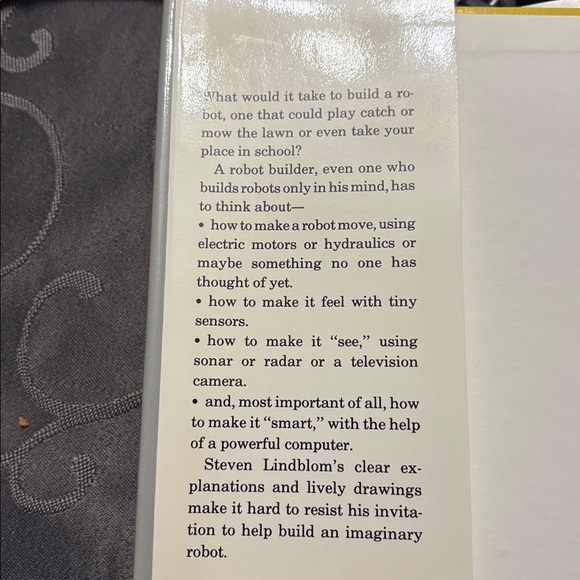 What would it take to build a ro-
bot, one that could play catch or
mow the lawn or even take your
place in school?
A robot builder, even one who
builds robots only in his mind, has
to think about—
• how to make a robot move, using
electric motors or hydraulics or
maybe something no one has
thought of yet.
• how to make it feel with tiny
sensors.
• how to make it “see,” using
sonar or radar or a television
camera.
• and, most important of all, how
to make it “smart,” with the help
of a powerful computer.
Steven Lindblom’s clear ex-
planations and lively drawings
make it hard to resist his invita-
tion to help build an imaginary
robot.